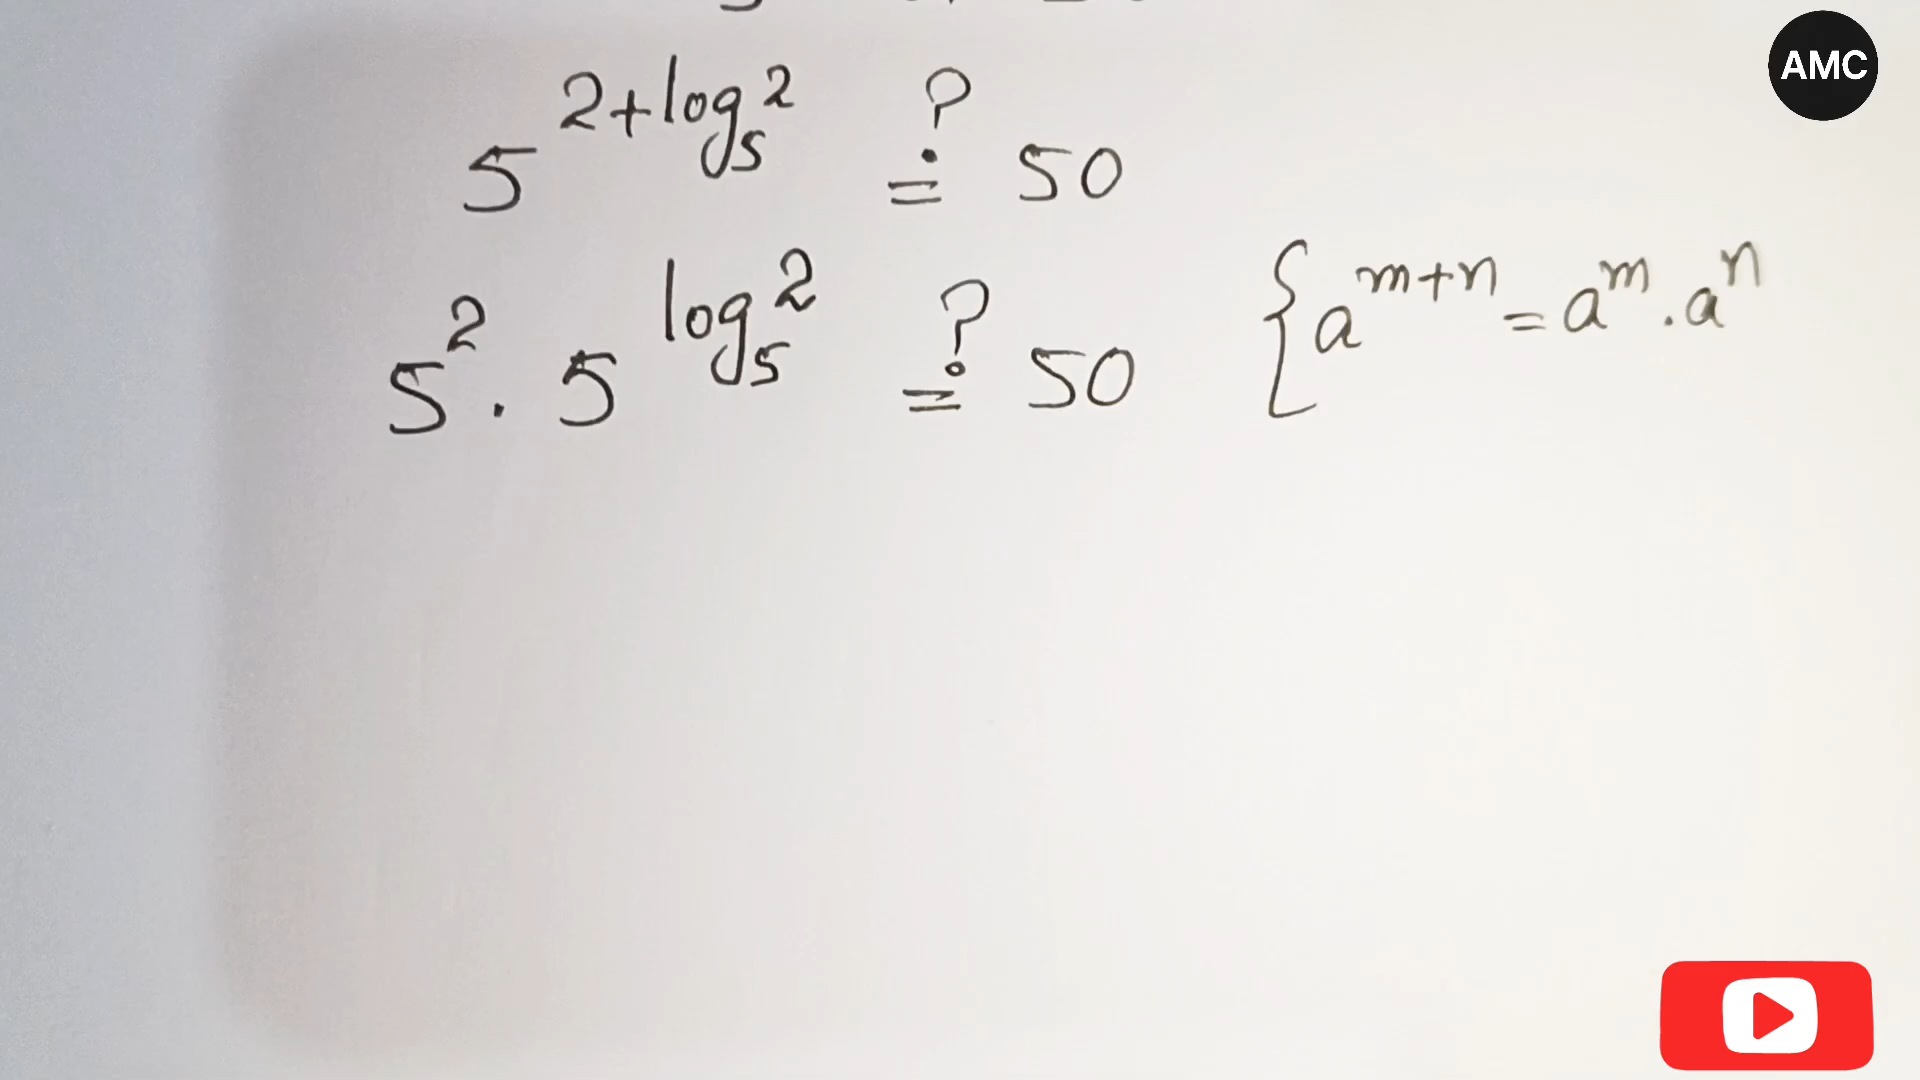 AMC
5^{2+log_5 2} ≟ 50
5^2 . 5^{log_5 2} ≟ 50 { a^{m+n} = a^m . a^n